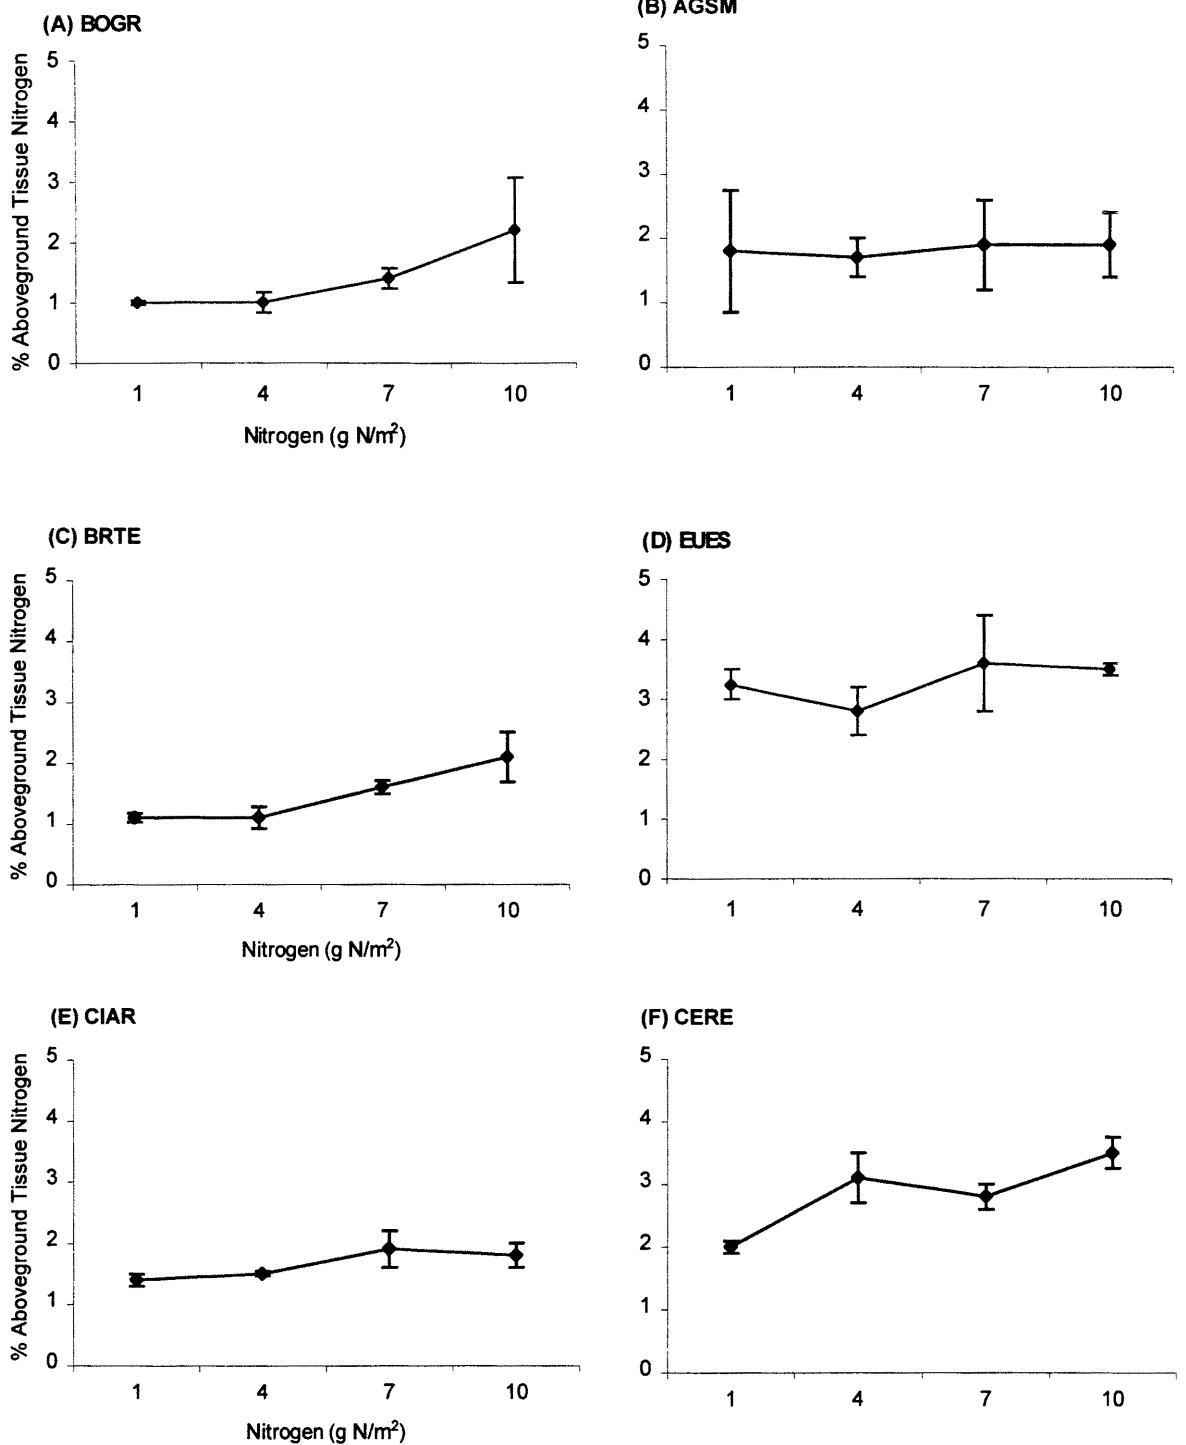 (A) BOGR
% Aboveground Tissue Nitrogen
5
4
3
2
1
0
1 4 7 10
Nitrogen (g N/m²)
(B) AGSM
5
4
3
2
1
0
1 4 7 10
(C) BRTE
% Aboveground Tissue Nitrogen
5
4
3
2
1
0
1 4 7 10
Nitrogen (g N/m²)
(D) EUES
5
4
3
2
1
0
1 4 7 10
(E) CIAR
% Aboveground Tissue Nitrogen
5
4
3
2
1
0
1 4 7 10
Nitrogen (g N/m²)
(F) CERE
5
4
3
2
1
0
1 4 7 10